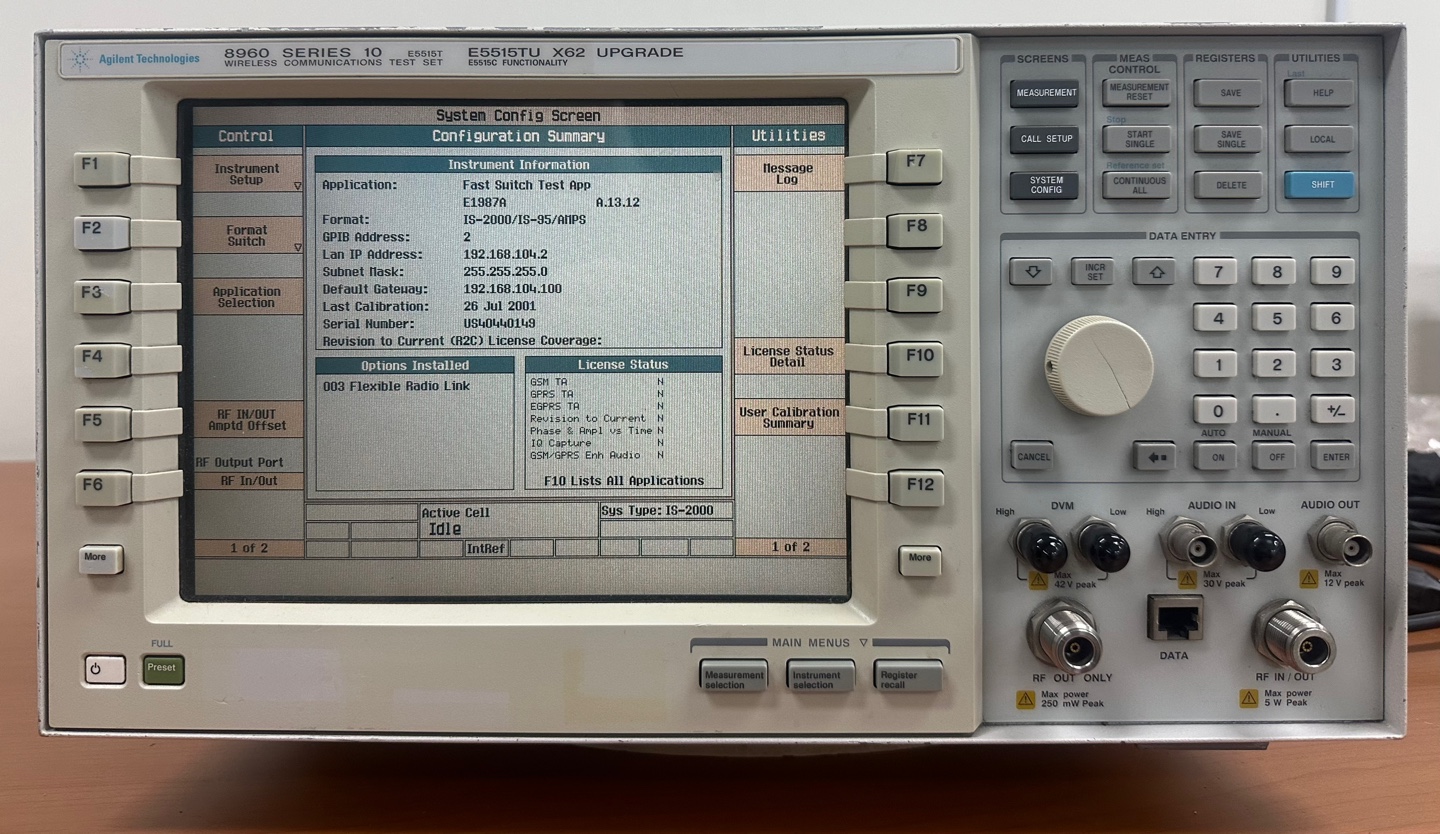 Agilent Technologies
8960 SERIES 10 E5515T
WIRELESS COMMUNICATIONS TEST SET
E5515TU X62 UPGRADE
E5515C FUNCTIONALITY
System Config Screen
Control
Configuration Summary
Utilities
F1
F2
F3
F4
F5
F6
More
Instrument
Setup
Format
Switch
Application
Selection
RF IN/OUT
Amptd Offset
RF Output Port
RF In/Out
1 of 2
Instrument Information
Application: Fast Switch Test App
E1987A A.13.12
Format: IS-2000/IS-95/AMPS
GPIB Address: 2
Lan IP Address: 192.168.104.2
Subnet Mask: 255.255.255.0
Default Gateway: 192.168.104.100
Last Calibration: 26 Jul 2001
Serial Number: US40440149
Revision to Current (R2C) License Coverage:
Options Installed
003 Flexible Radio Link
License Status
GSM TA N
GPRS TA N
EGPRS TA N
Revision to Current N
Phase & Ampl vs Time N
IQ Capture N
GSM/GPRS Enh Audio N
F10 Lists All Applications
Active Cell
Idle
Sys Type: IS-2000
IntRef
Message
Log
License Status
Detail
User Calibration
Summary
1 of 2
F7
F8
F9
F10
F11
F12
More
FULL
Preset
MAIN MENUS
Measurement
selection
Instrument
selection
Register
recall
SCREENS
MEASUREMENT
CALL SETUP
SYSTEM
CONFIG
MEAS
CONTROL
MEASUREMENT
RESET
Stop
START
SINGLE
Reference set
CONTINUOUS
ALL
REGISTERS
SAVE
SAVE
SINGLE
DELETE
UTILITIES
Last
HELP
LOCAL
SHIFT
DATA ENTRY
INCR
SET
7 8 9
4 5 6
1 2 3
0 . +/−
AUTO MANUAL
CANCEL
ON OFF ENTER
DVM
High Low
Max
42 V peak
AUDIO IN
High Low
Max
30 V peak
AUDIO OUT
Max
12 V peak
DATA
RF OUT ONLY
Max power
250 mW Peak
RF IN / OUT
Max power
5 W Peak